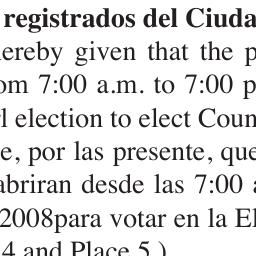 registrados del Ciuda
ereby given that the p
om 7:00 a.m. to 7:00 p
l election to elect Coun
e, por las presente, que
abriran desde las 7:00 a
2008para votar en la El
4 and Place 5.)